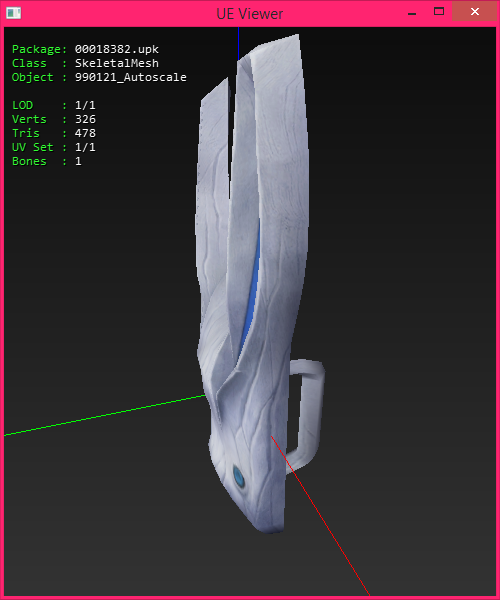 UE Viewer
Package: 00018382.upk
Class : SkeletalMesh
Object : 990121_Autoscale
LOD : 1/1
Verts : 326
Tris : 478
UV Set : 1/1
Bones : 1